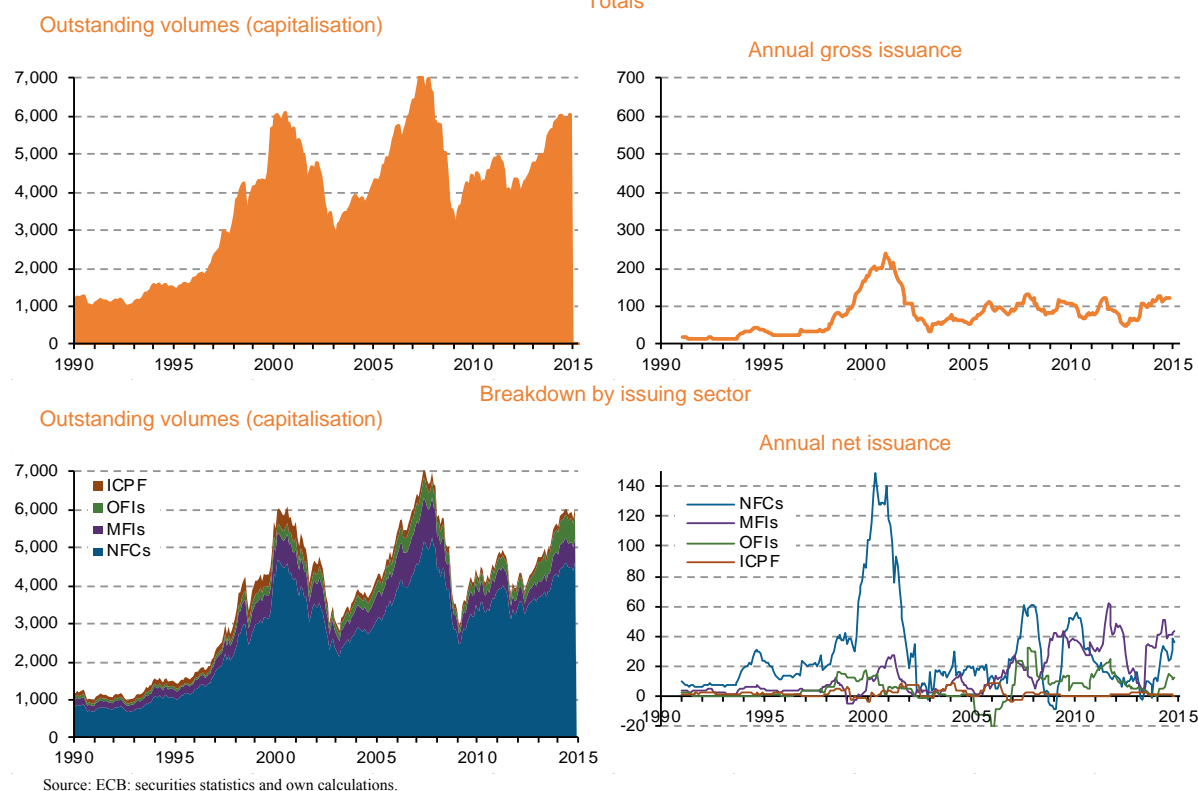 Totals
Outstanding volumes (capitalisation)
Annual gross issuance
7,000
6,000
5,000
4,000
3,000
2,000
1,000
0
1990 1995 2000 2005 2010 2015
700
600
500
400
300
200
100
0
1990 1995 2000 2005 2010 2015
Breakdown by issuing sector
Outstanding volumes (capitalisation)
Annual net issuance
7,000
6,000
5,000
4,000
3,000
2,000
1,000
0
ICPF
OFIs
MFIs
NFCs
1990 1995 2000 2005 2010 2015
140
120
100
80
60
40
20
0
-20
NFCs
MFIs
OFIs
ICPF
1990 1995 2000 2005 2010 2015
Source: ECB: securities statistics and own calculations.